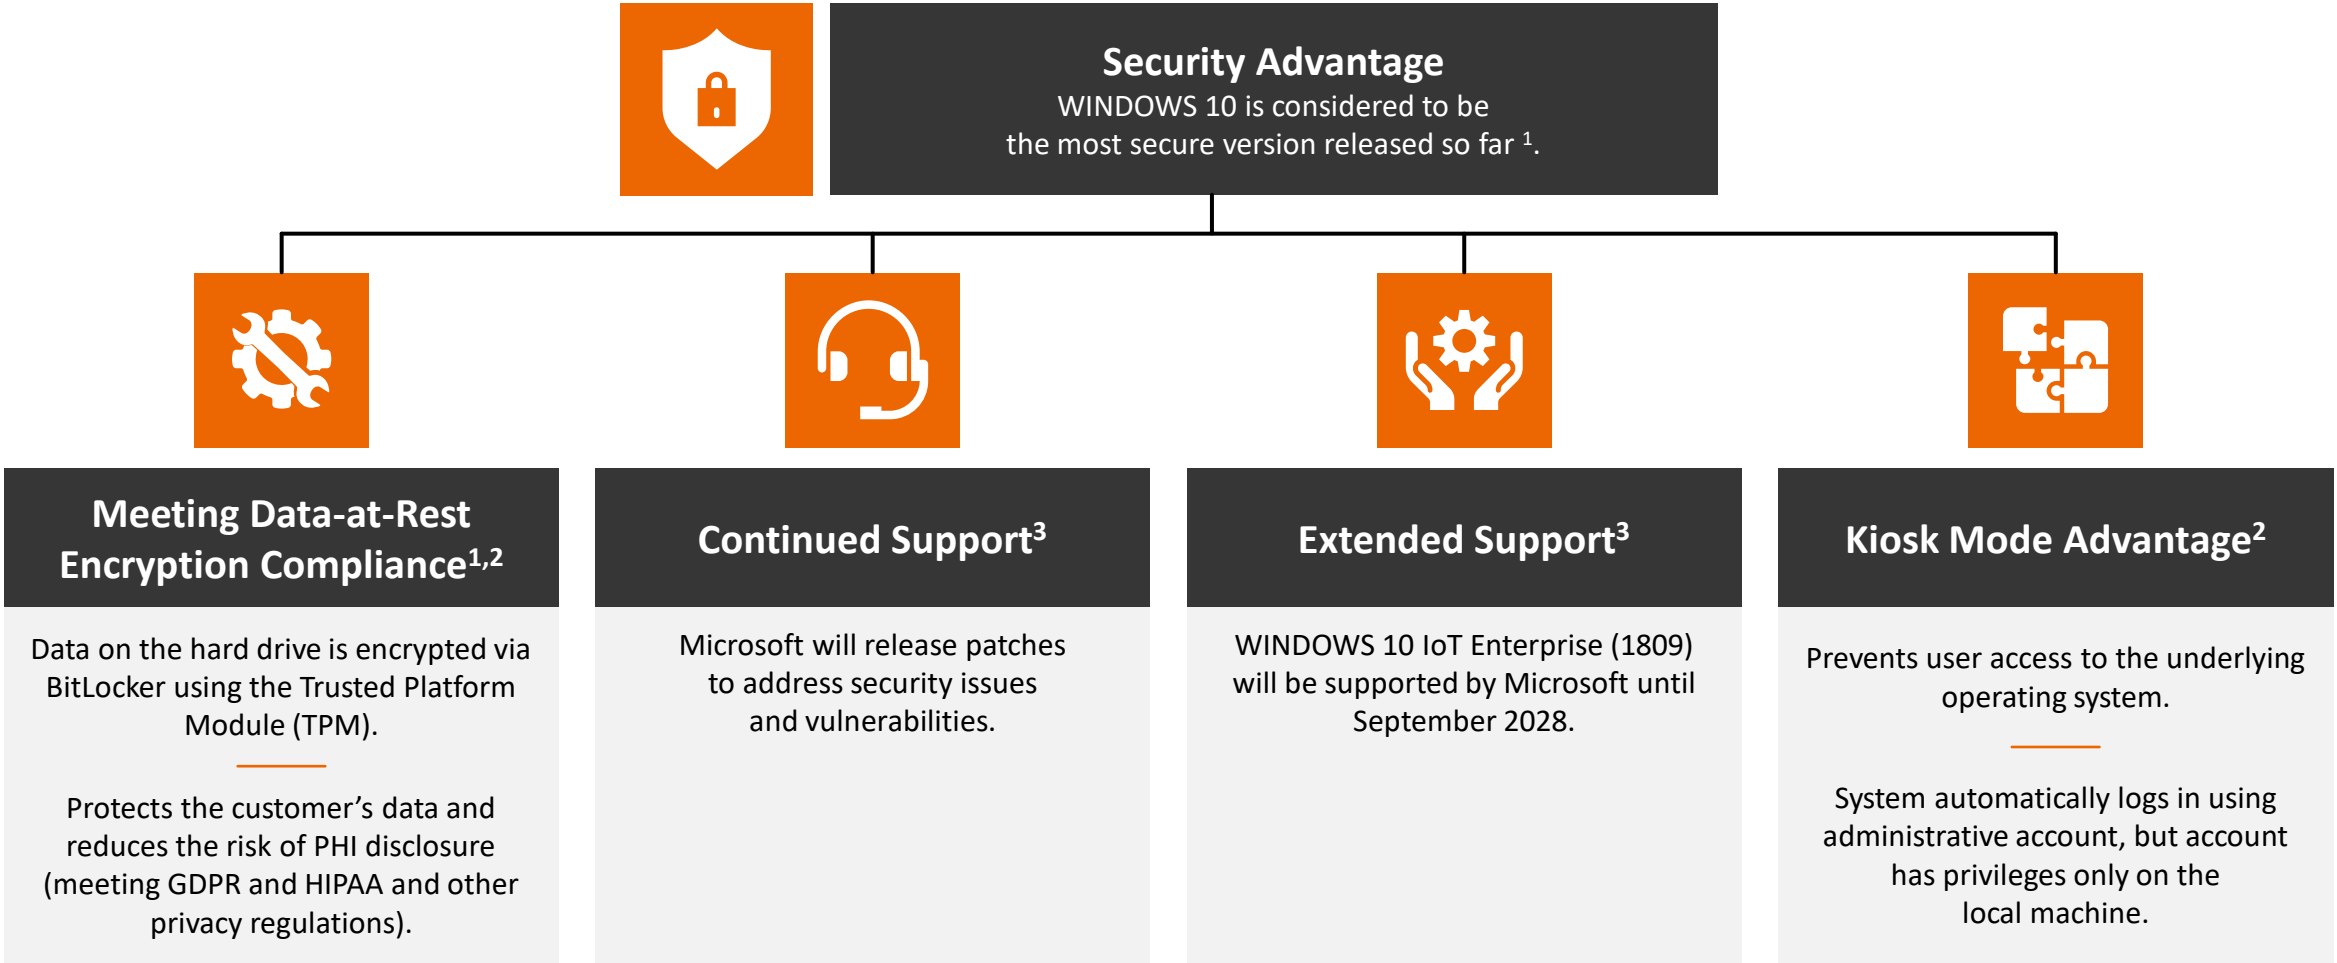 Security Advantage
WINDOWS 10 is considered to be
the most secure version released so far ¹.
Meeting Data-at-Rest
Encryption Compliance¹,²
Data on the hard drive is encrypted via
BitLocker using the Trusted Platform
Module (TPM).
Protects the customer’s data and
reduces the risk of PHI disclosure
(meeting GDPR and HIPAA and other
privacy regulations).
Continued Support³
Microsoft will release patches
to address security issues
and vulnerabilities.
Extended Support³
WINDOWS 10 IoT Enterprise (1809)
will be supported by Microsoft until
September 2028.
Kiosk Mode Advantage²
Prevents user access to the underlying
operating system.
System automatically logs in using
administrative account, but account
has privileges only on the
local machine.